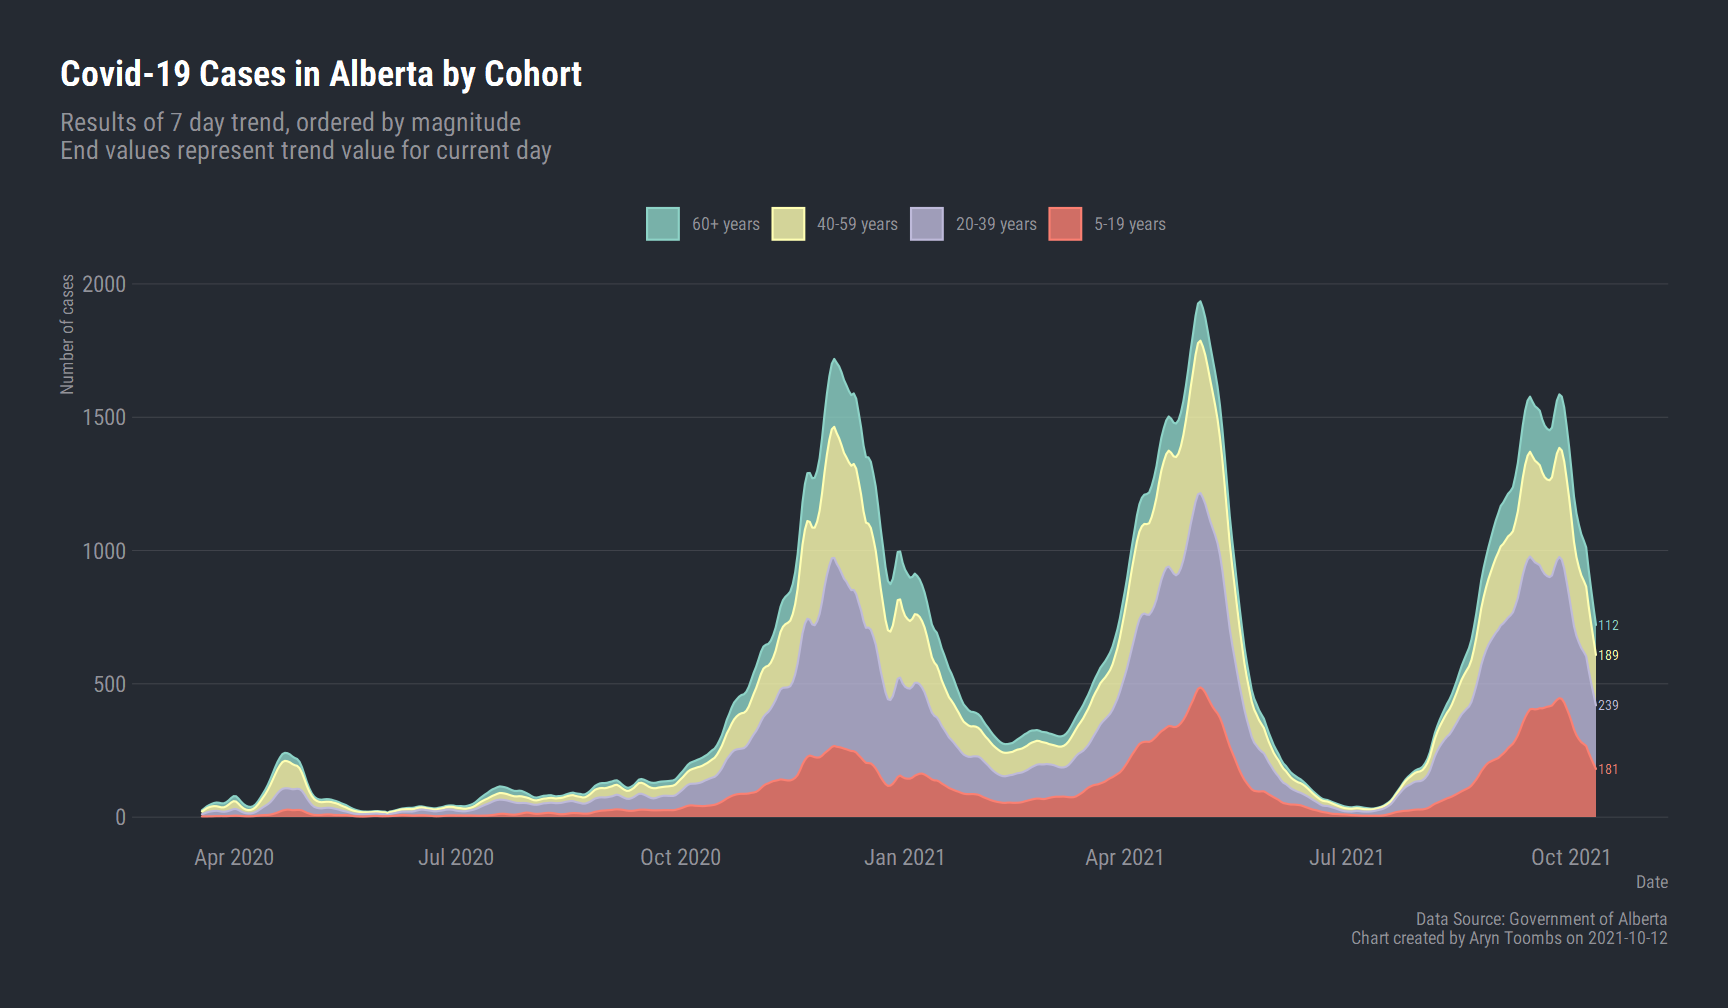 Covid-19 Cases in Alberta by Cohort
Results of 7 day trend, ordered by magnitude
End values represent trend value for current day
60+ years
40-59 years
20-39 years
5-19 years
Number of cases
2000
1500
1000
500
0
112
189
239
181
Apr 2020
Jul 2020
Oct 2020
Jan 2021
Apr 2021
Jul 2021
Oct 2021
Date
Data Source: Government of Alberta
Chart created by Aryn Toombs on 2021-10-12